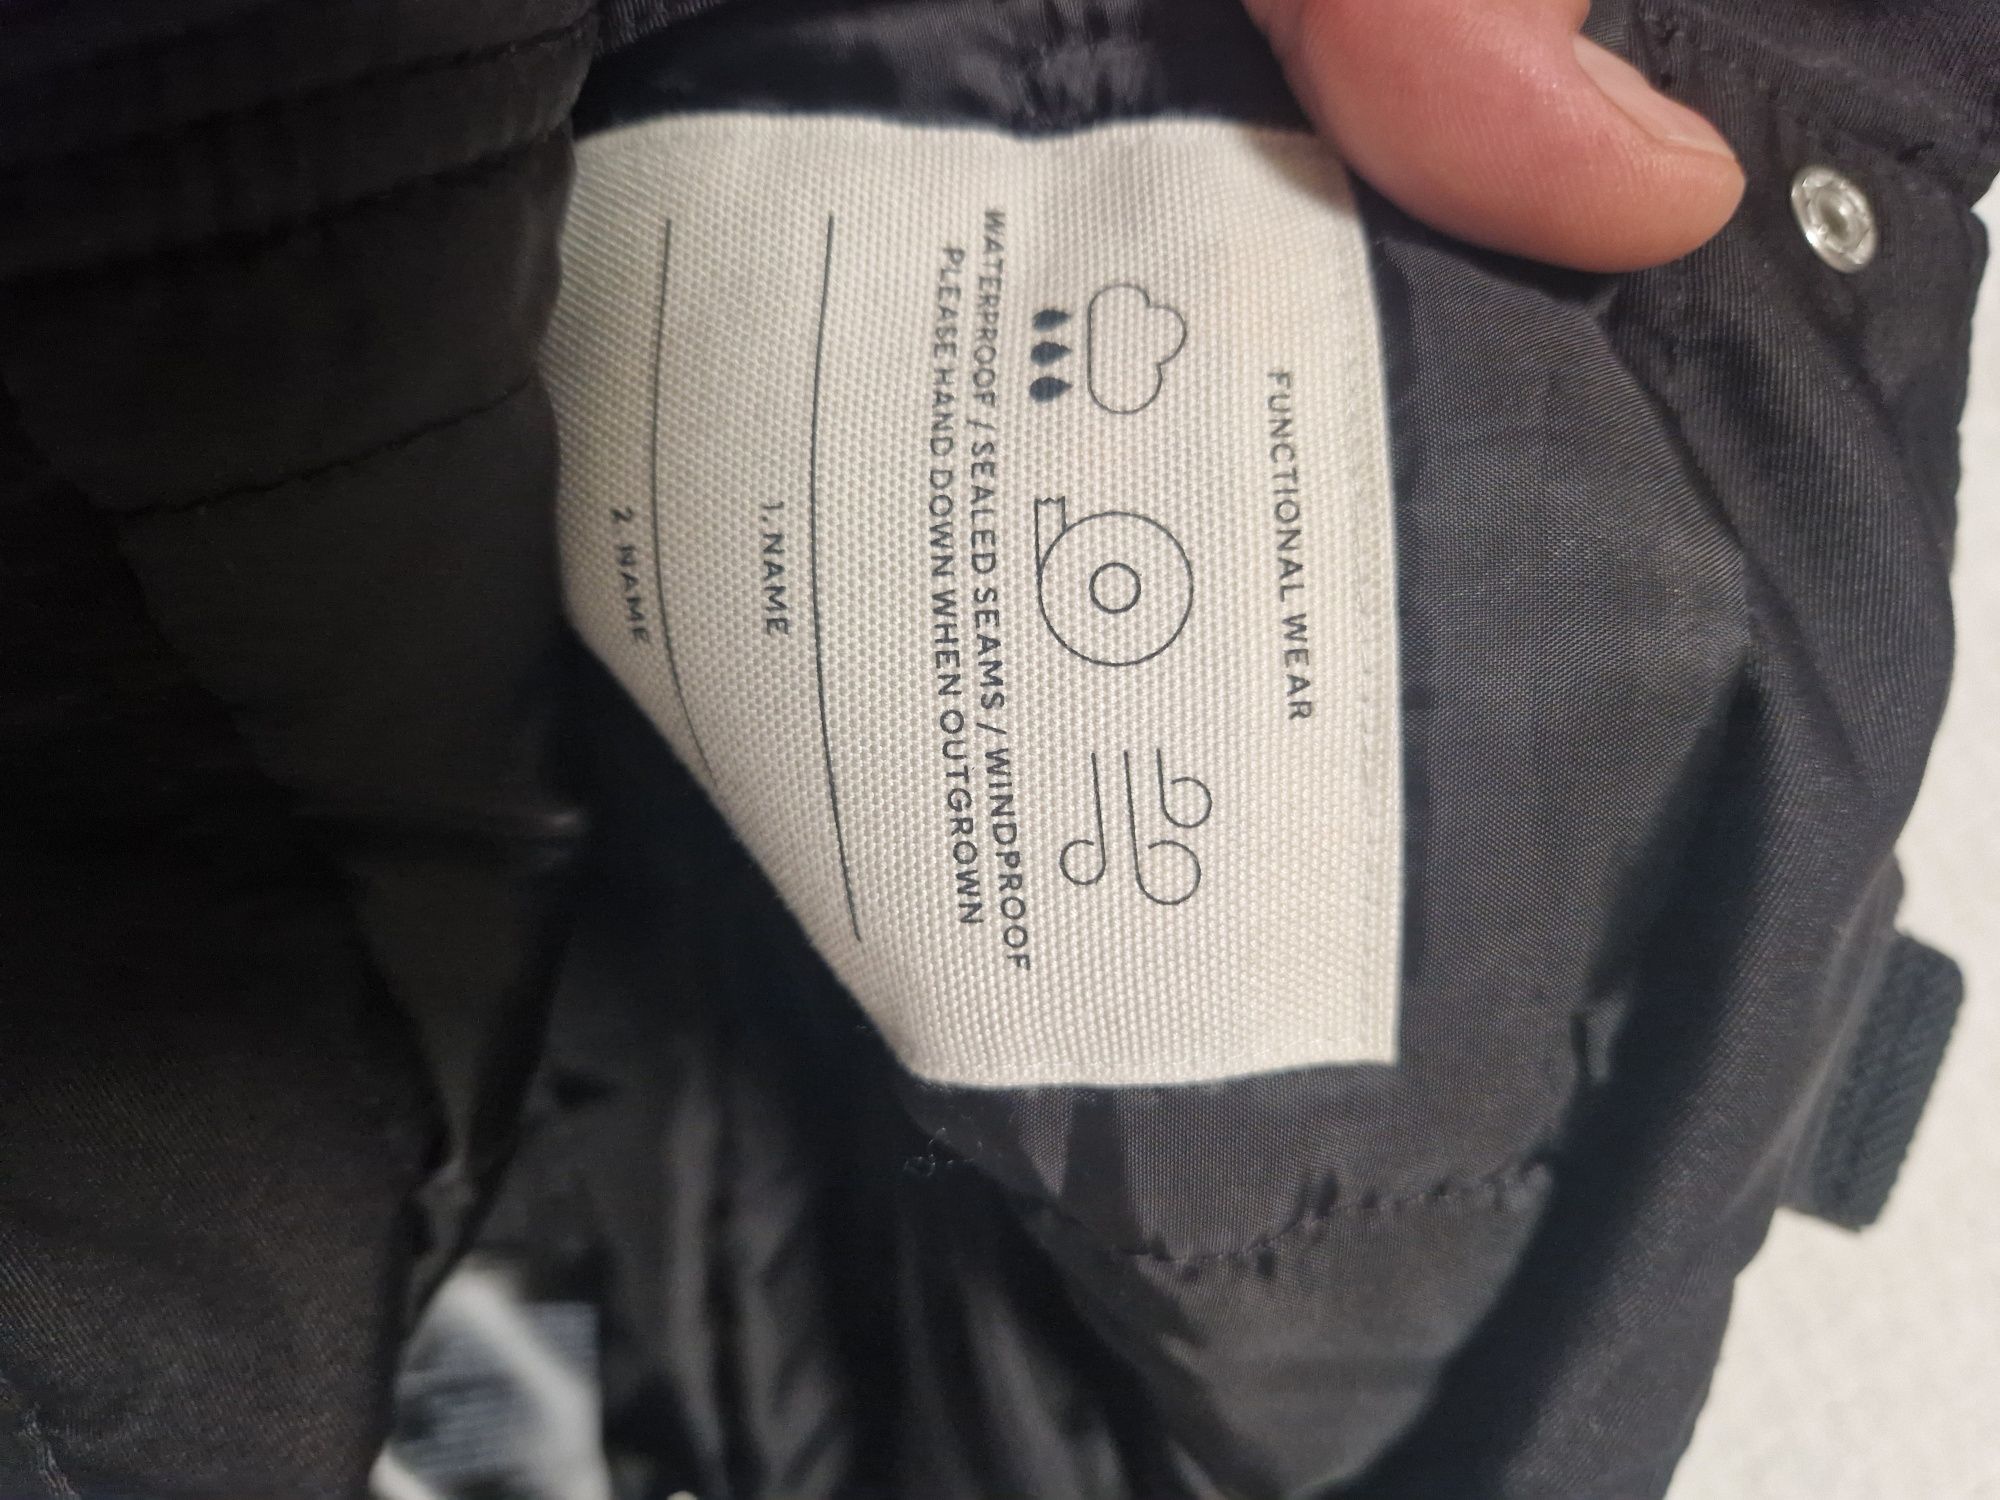 FUNCTIONAL WEAR
WATERPROOF / SEALED SEAMS / WINDPROOF
PLEASE HAND DOWN WHEN OUTGROWN
1. NAME
2. NAME